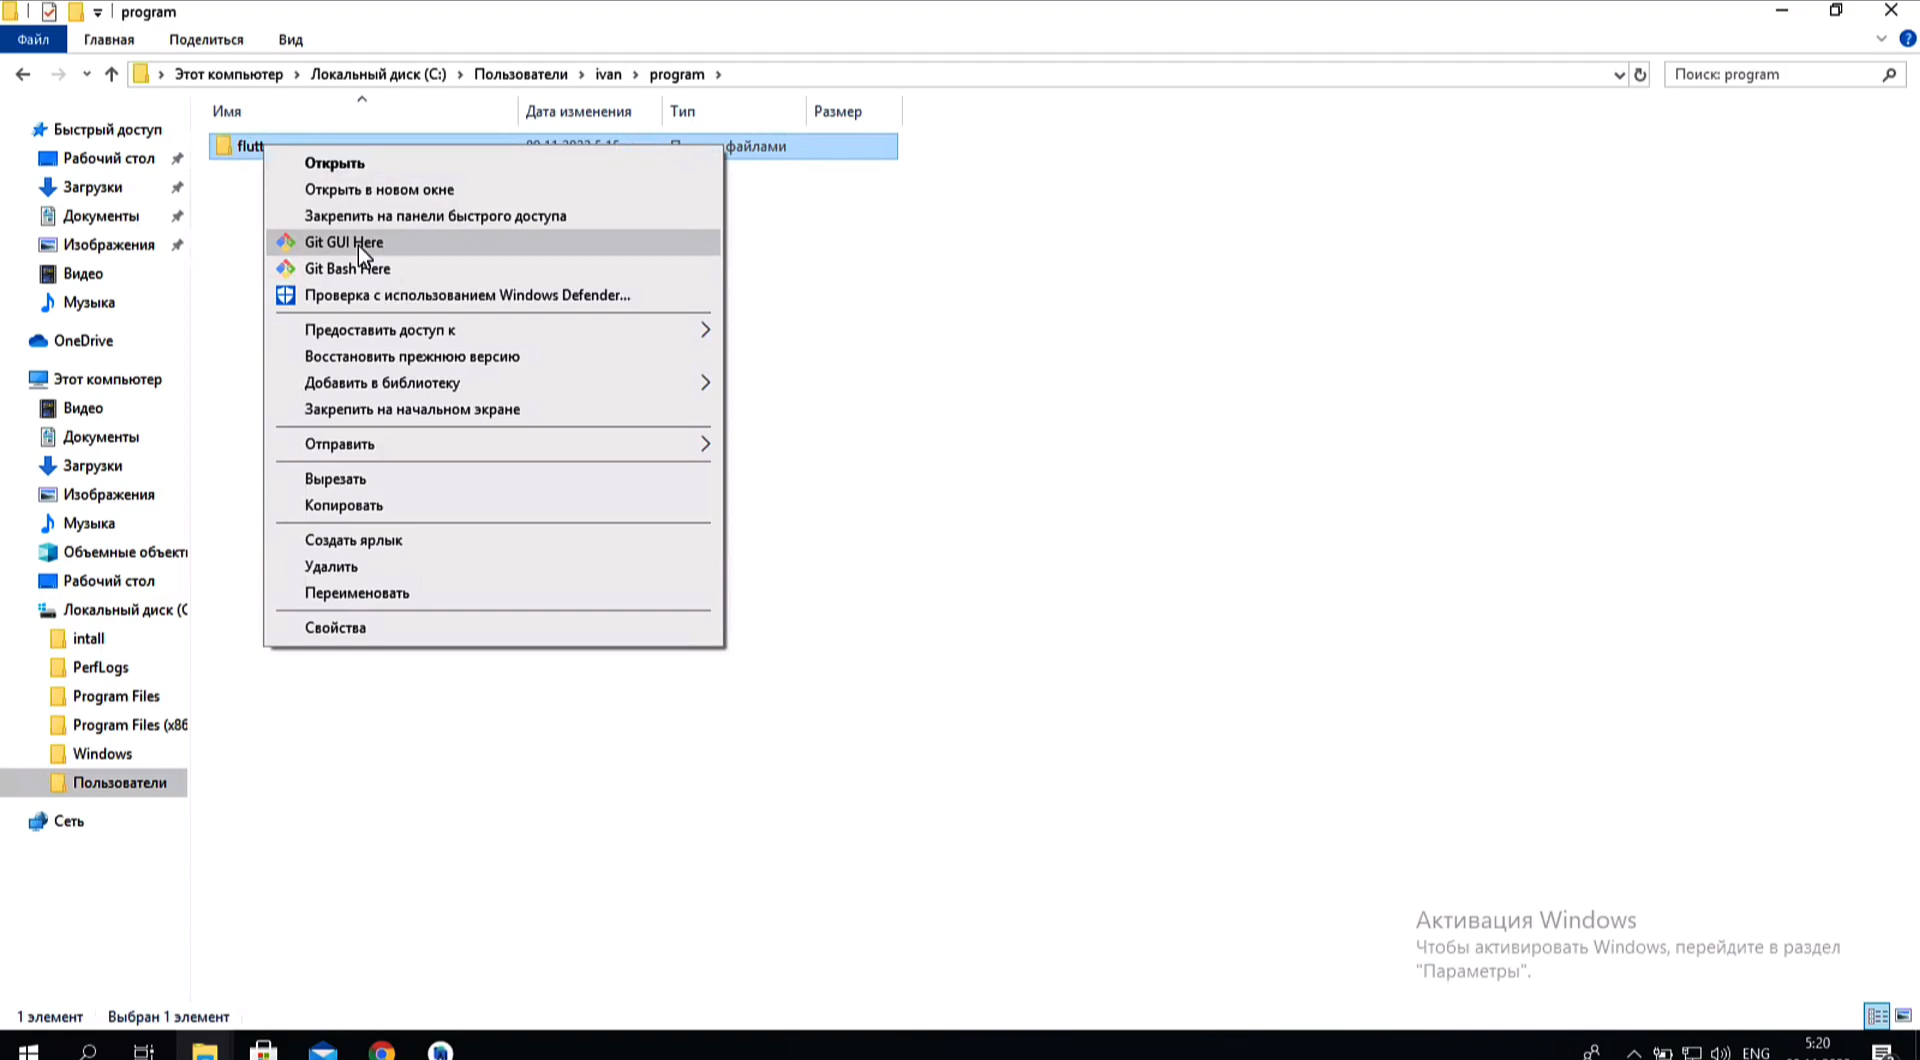 program
Файл Главная Поделиться Вид
Этот компьютер Локальный диск (C:) Пользователи ivan program
Поиск: program
Имя Дата изменения Тип Размер
flutt файлами
Быстрый доступ
Рабочий стол
Загрузки
Документы
Изображения
Видео
Музыка
OneDrive
Этот компьютер
Видео
Документы
Загрузки
Изображения
Музыка
Объемные объект
Рабочий стол
Локальный диск (C
intall
PerfLogs
Program Files
Program Files (x86
Windows
Пользователи
Сеть
Открыть
Открыть в новом окне
Закрепить на панели быстрого доступа
Git GUI Here
Git Bash Here
Проверка с использованием Windows Defender...
Предоставить доступ к
Восстановить прежнюю версию
Добавить в библиотеку
Закрепить на начальном экране
Отправить
Вырезать
Копировать
Создать ярлык
Удалить
Переименовать
Свойства
Активация Windows
Чтобы активировать Windows, перейдите в раздел
"Параметры".
1 элемент Выбран 1 элемент
ENG
5:20